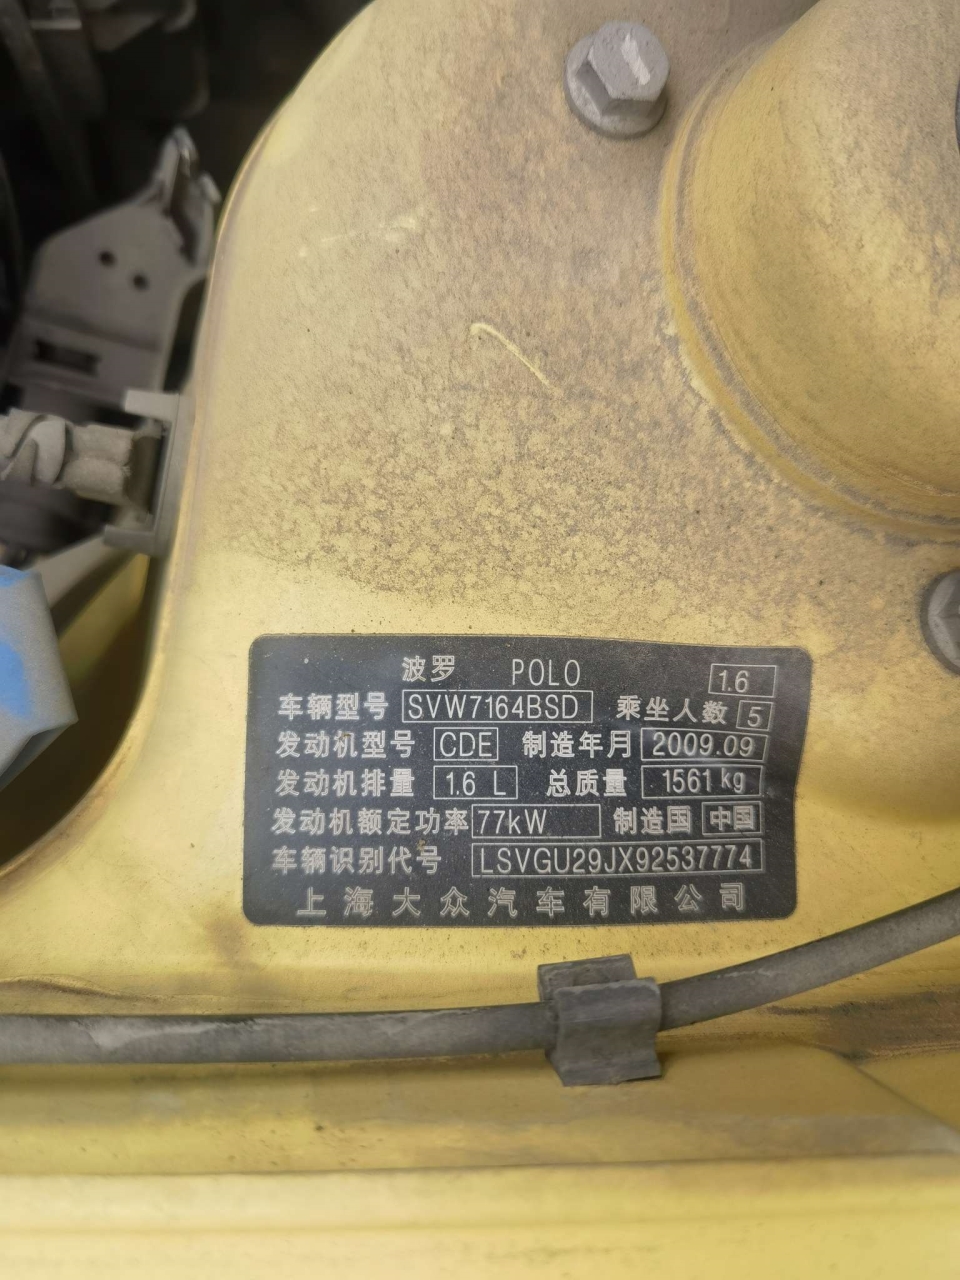 波罗 POLO 1.6
车辆型号 SVW7164BSD 乘坐人数 5
发动机型号 CDE 制造年月 2009.09
发动机排量 1.6 L 总质量 1561 kg
发动机额定功率 77kW 制造国 中国
车辆识别代号 LSVGU29JX92537774
上海大众汽车有限公司